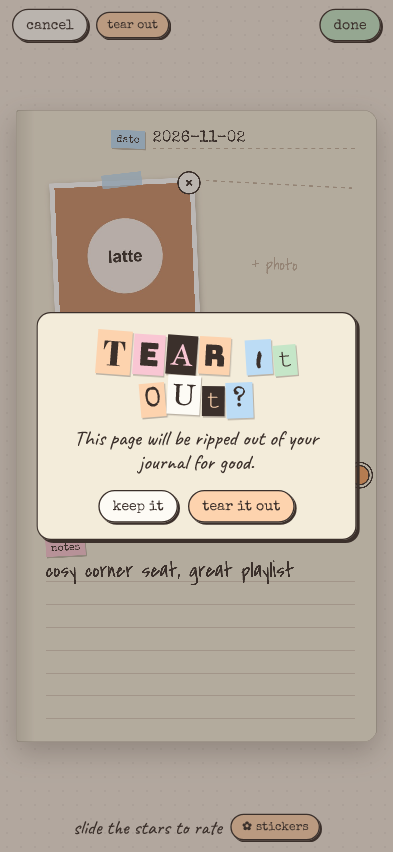 cancel tear out done
date 2026-11-02
×
latte
+ photo
TEAR It
OUt?
This page will be ripped out of your
journal for good.
keep it tear it out
notes
cosy corner seat, great playlist
slide the stars to rate ✿ stickers